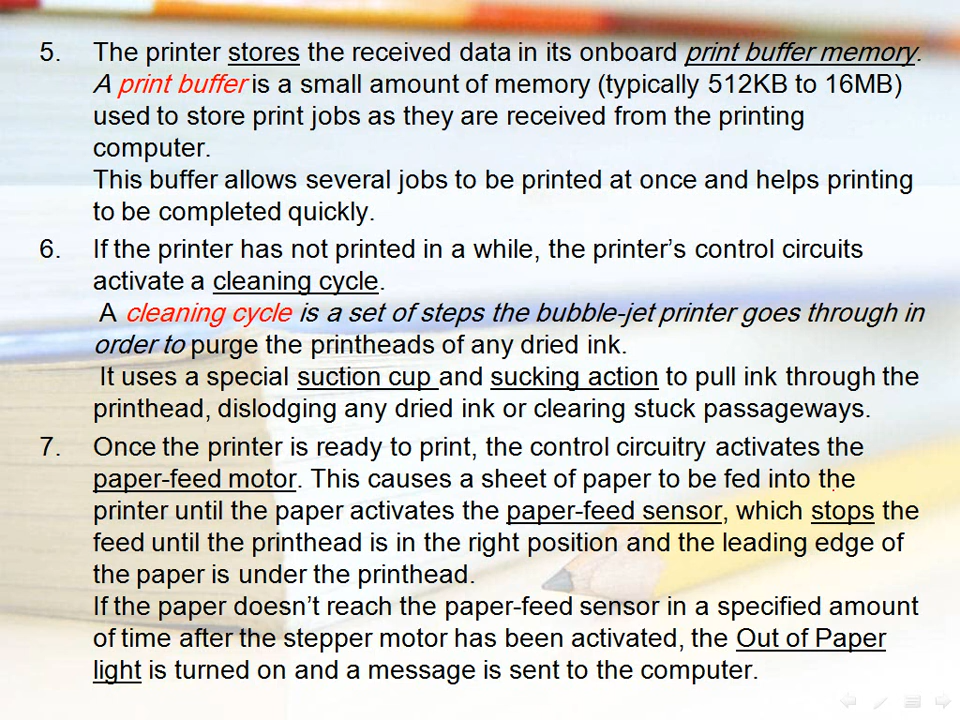 5. The printer stores the received data in its onboard print buffer memory.
A print buffer is a small amount of memory (typically 512KB to 16MB)
used to store print jobs as they are received from the printing
computer.
This buffer allows several jobs to be printed at once and helps printing
to be completed quickly.
6. If the printer has not printed in a while, the printer’s control circuits
activate a cleaning cycle.
A cleaning cycle is a set of steps the bubble-jet printer goes through in
order to purge the printheads of any dried ink.
It uses a special suction cup and sucking action to pull ink through the
printhead, dislodging any dried ink or clearing stuck passageways.
7. Once the printer is ready to print, the control circuitry activates the
paper-feed motor. This causes a sheet of paper to be fed into the
printer until the paper activates the paper-feed sensor, which stops the
feed until the printhead is in the right position and the leading edge of
the paper is under the printhead.
If the paper doesn’t reach the paper-feed sensor in a specified amount
of time after the stepper motor has been activated, the Out of Paper
light is turned on and a message is sent to the computer.